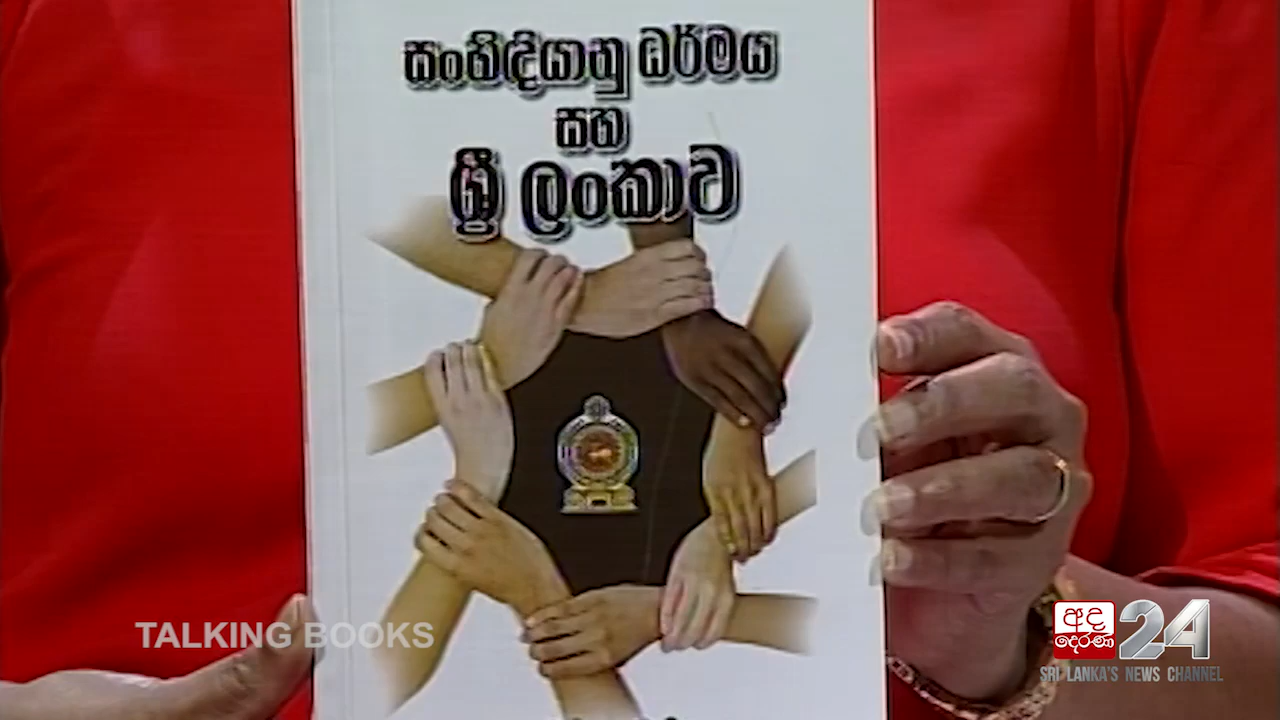 සංහිඳියානු ධර්මය
සහ
ශ්‍රී ලංකාව
TALKING BOOKS
අද
දෙරණ 24
SRI LANKA'S NEWS CHANNEL